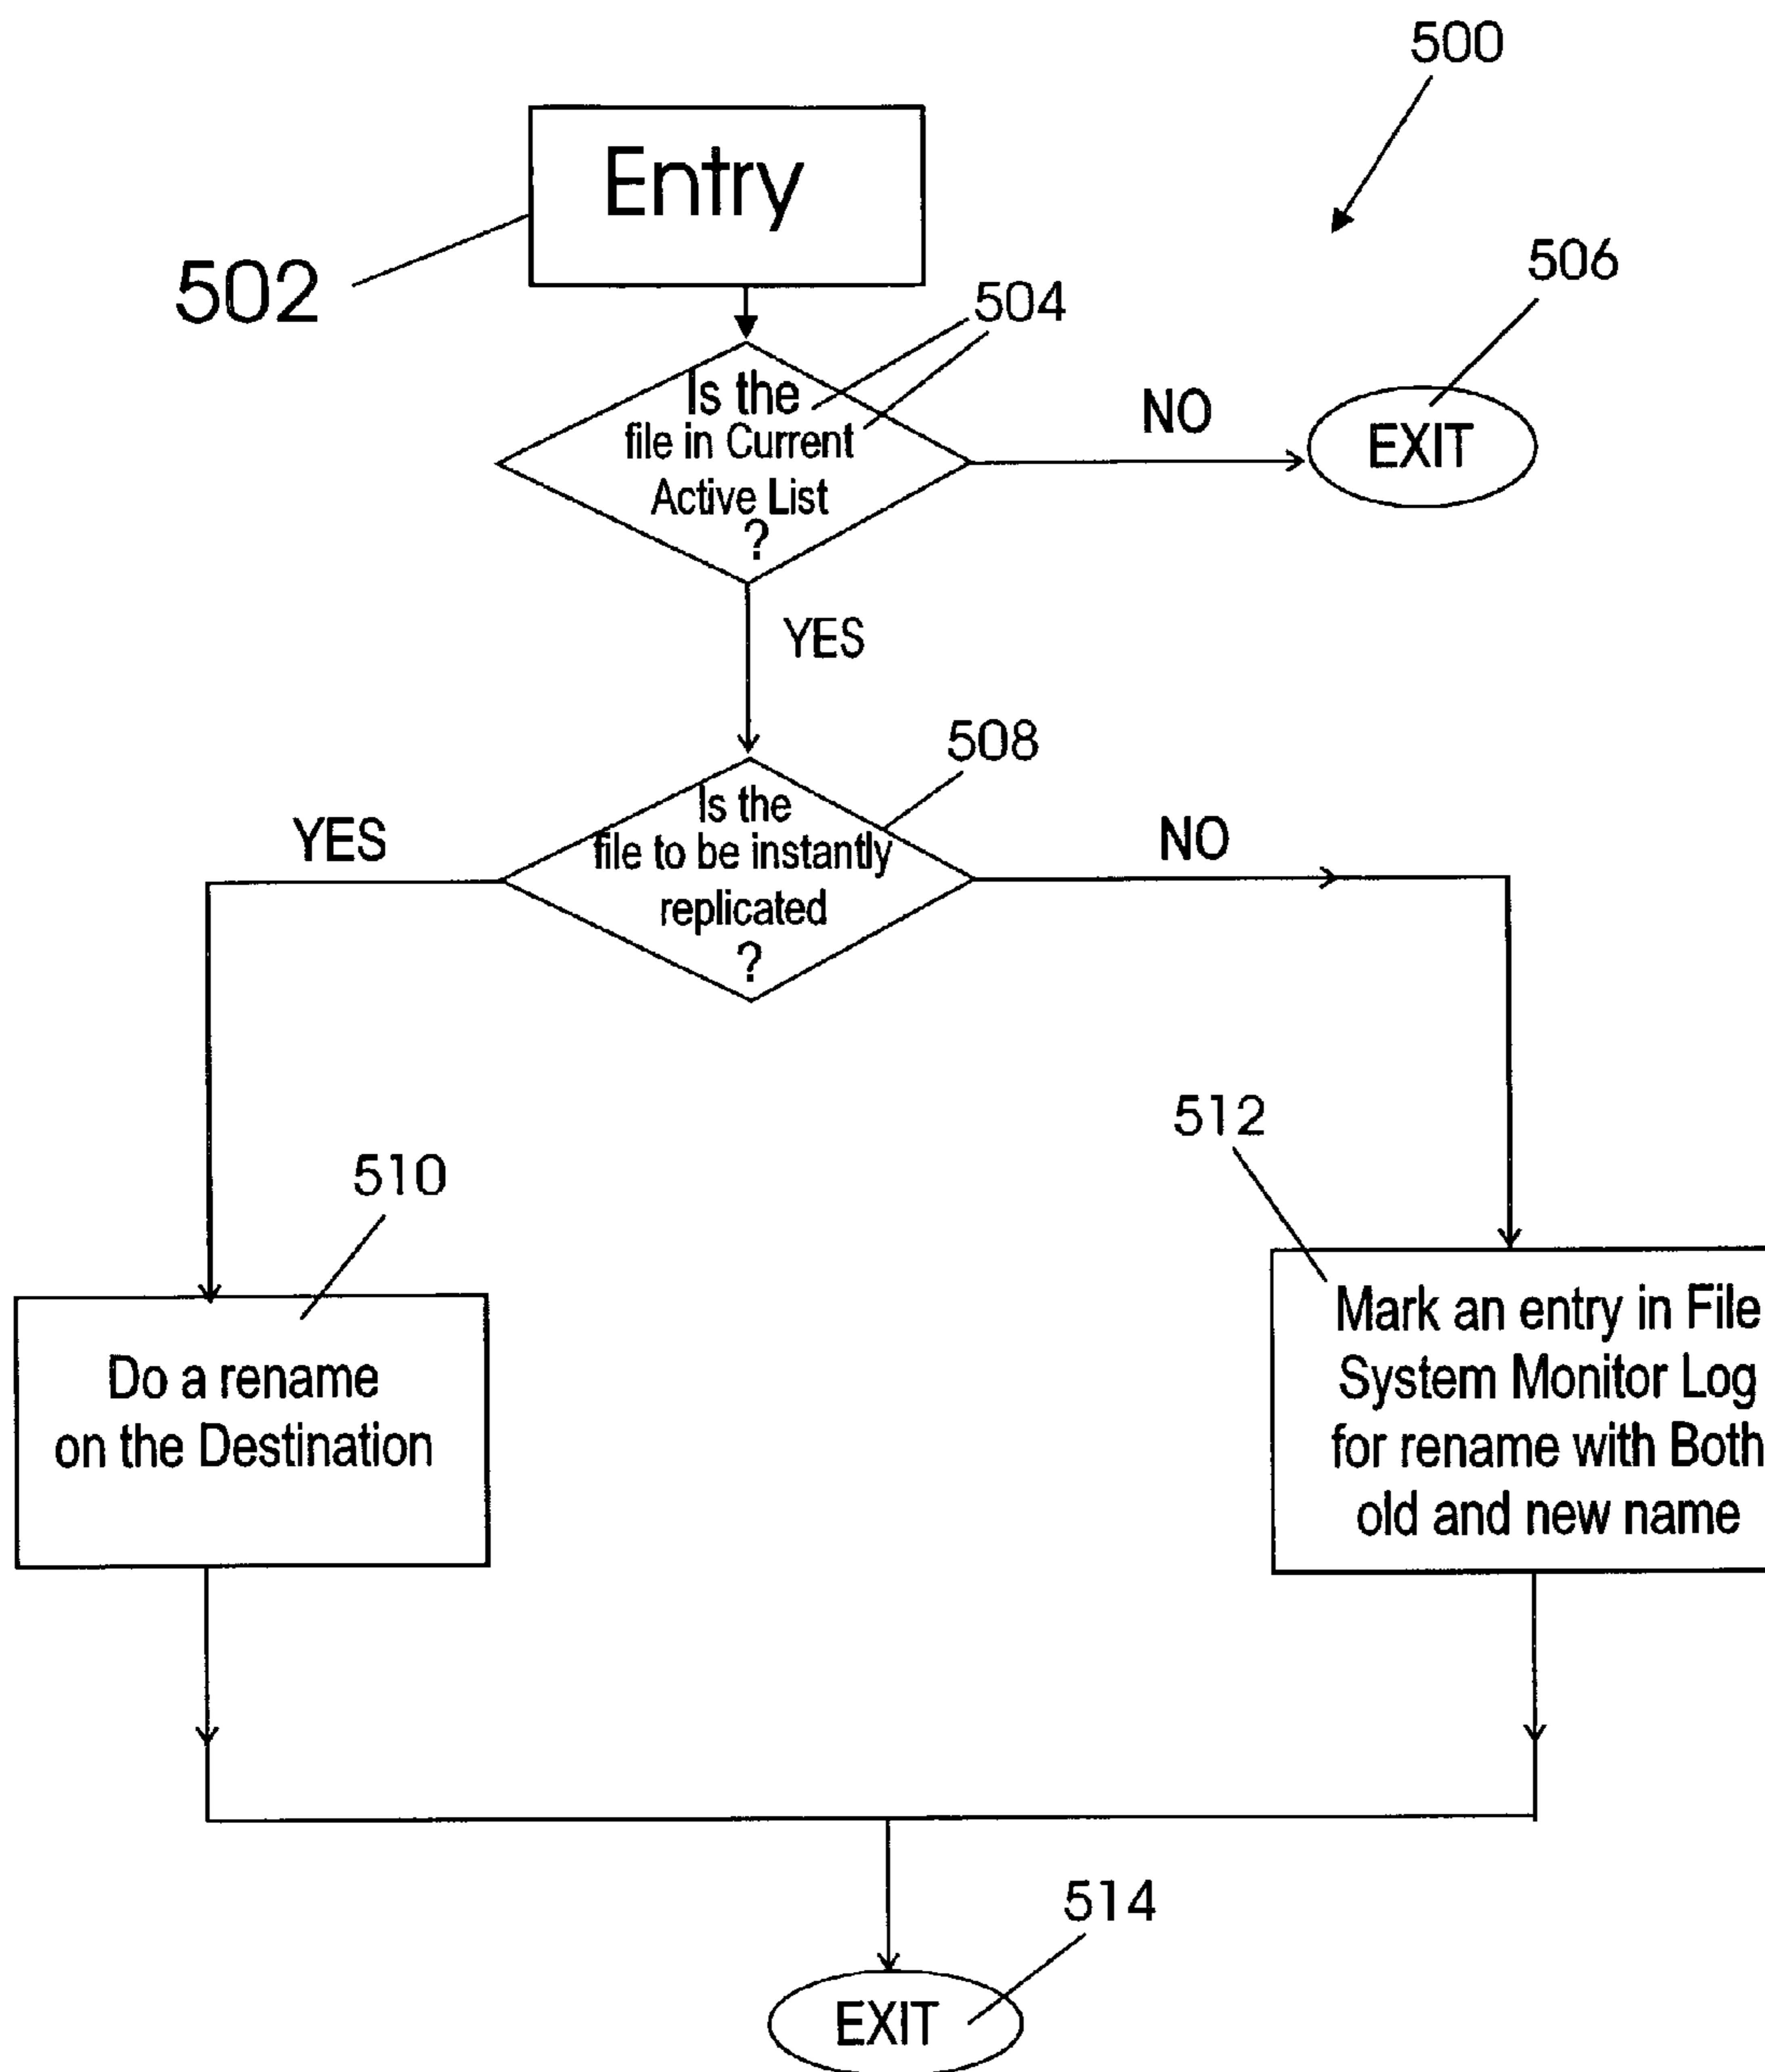 500
Entry
502
504
506
Is the
file in Current
Active List
?
NO
EXIT
YES
508
Is the
file to be instantly
replicated
?
YES
NO
510
512
Do a rename
on the Destination
Mark an entry in File
System Monitor Log
for rename with Both
old and new name
514
EXIT